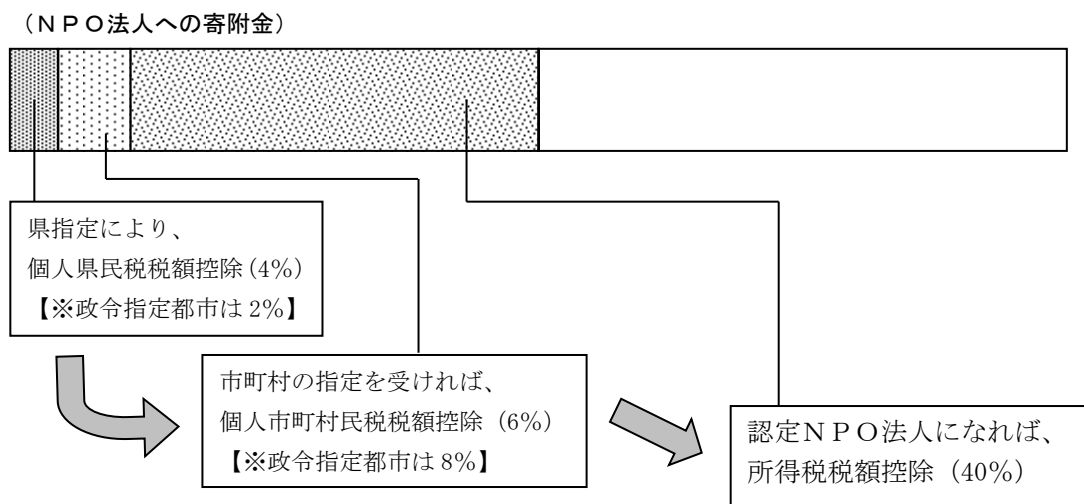 （ＮＰＯ法人への寄附金）
県指定により、
個人県民税税額控除（4％）
【※政令指定都市は 2％】
市町村の指定を受ければ、
個人市町村民税税額控除（6％）
【※政令指定都市は 8％】
認定ＮＰＯ法人になれば、
所得税税額控除（40％）